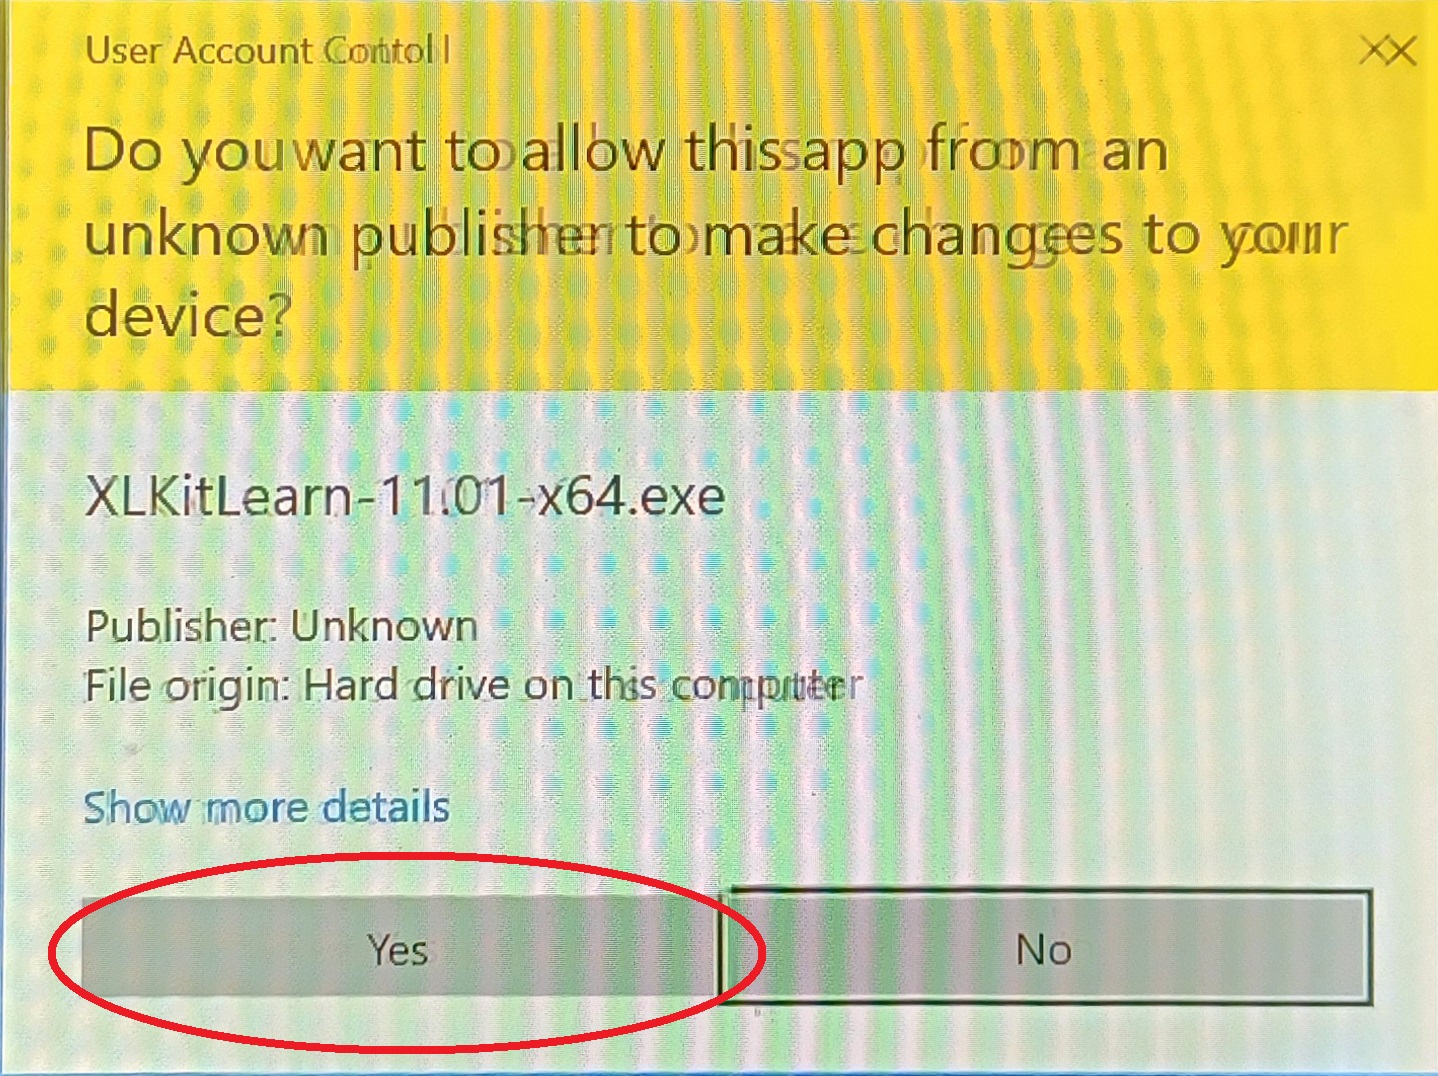 User Account Control
Do you want to allow this app from an
unknown publisher to make changes to your
device?
XLKitLearn-11.01-x64.exe
Publisher: Unknown
File origin: Hard drive on this computer
Show more details
Yes
No